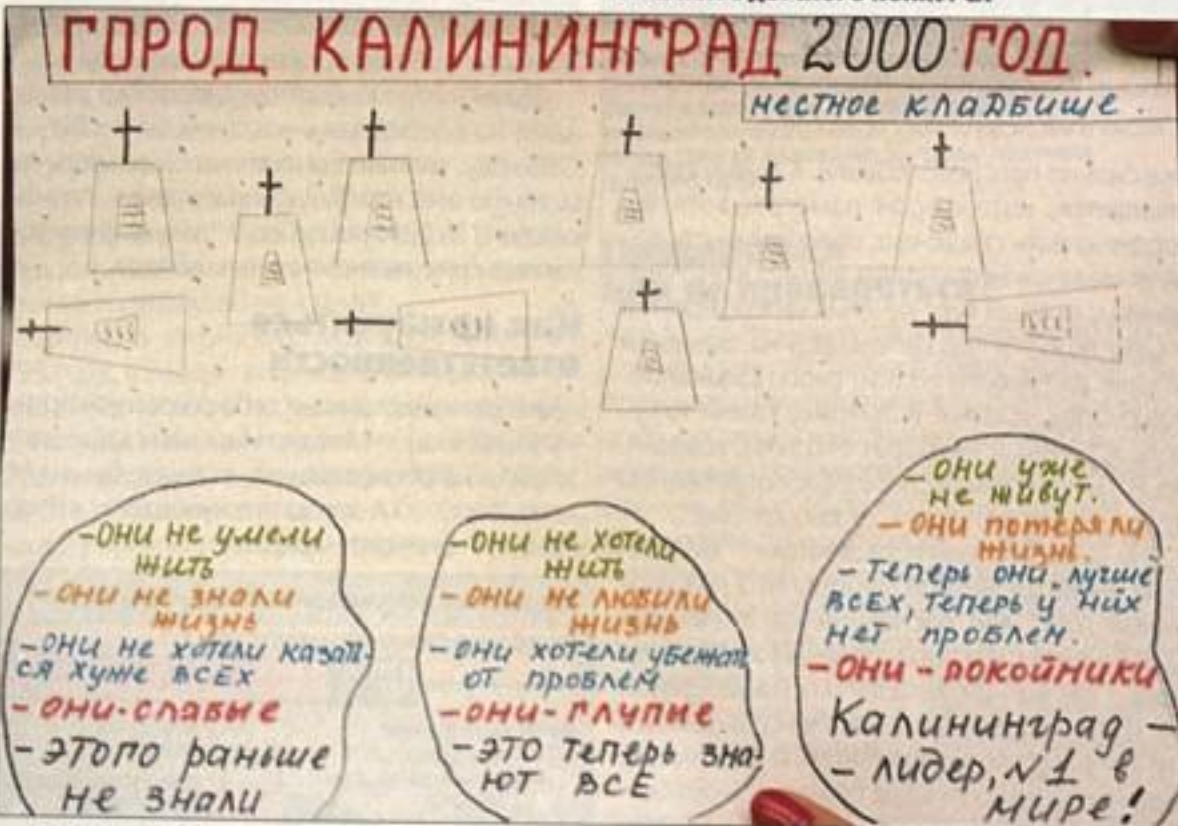 ГОРОД КАЛИНИНГРАД 2000 ГОД.
местное кладбище.
-ОНИ не умели
жить
- они не знали
жизнь
-они не хотели казать-
ся хуже всех
- они-слабые
- этого раньше
не знали
-они не хотели
жить
- они не любили
жизнь
- они хотели убежать
от проблем
- они- глупые
- это теперь зна-
ют все
- они уже
не живут.
- они потеряли
жизнь.
- Теперь они лучше
всех, теперь у них
нет проблем.
- они - покойники
Калининград -
- лидер, №1 в
мире!